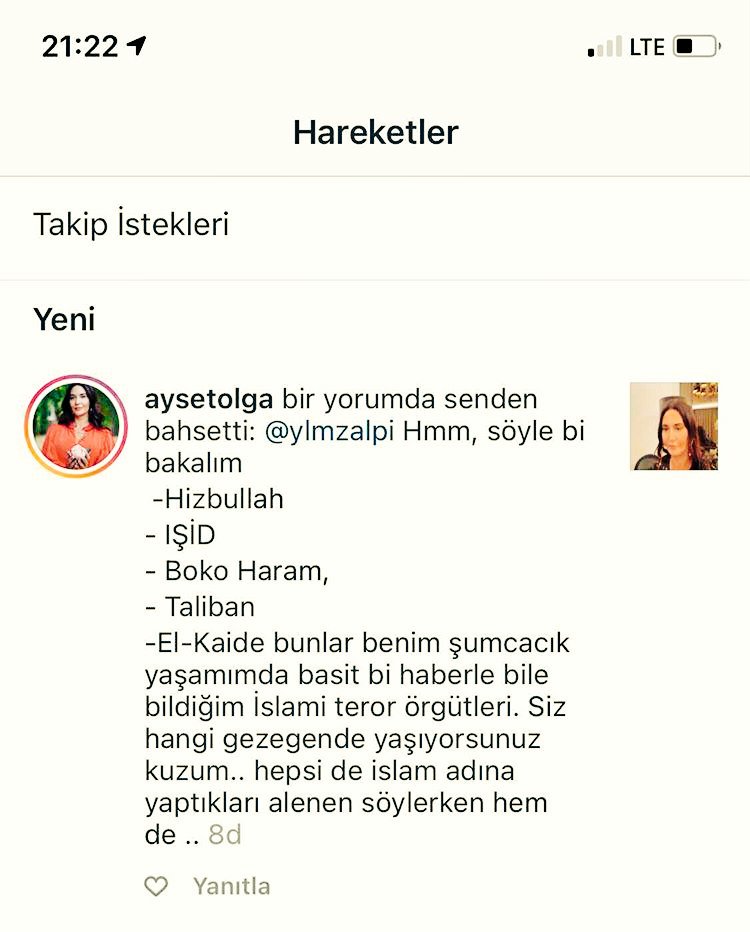 21:22 LTE
Hareketler
Takip İstekleri
Yeni
aysetolga bir yorumda senden
bahsetti: @ylmzalpi Hmm, söyle bi
bakalım
-Hizbullah
- IŞİD
- Boko Haram,
- Taliban
-El-Kaide bunlar benim şumcacık
yaşamımda basit bi haberle bile
bildiğim İslami teror örgütleri. Siz
hangi gezegende yaşıyorsunuz
kuzum.. hepsi de islam adına
yaptıkları alenen söylerken hem
de .. 8d
Yanıtla